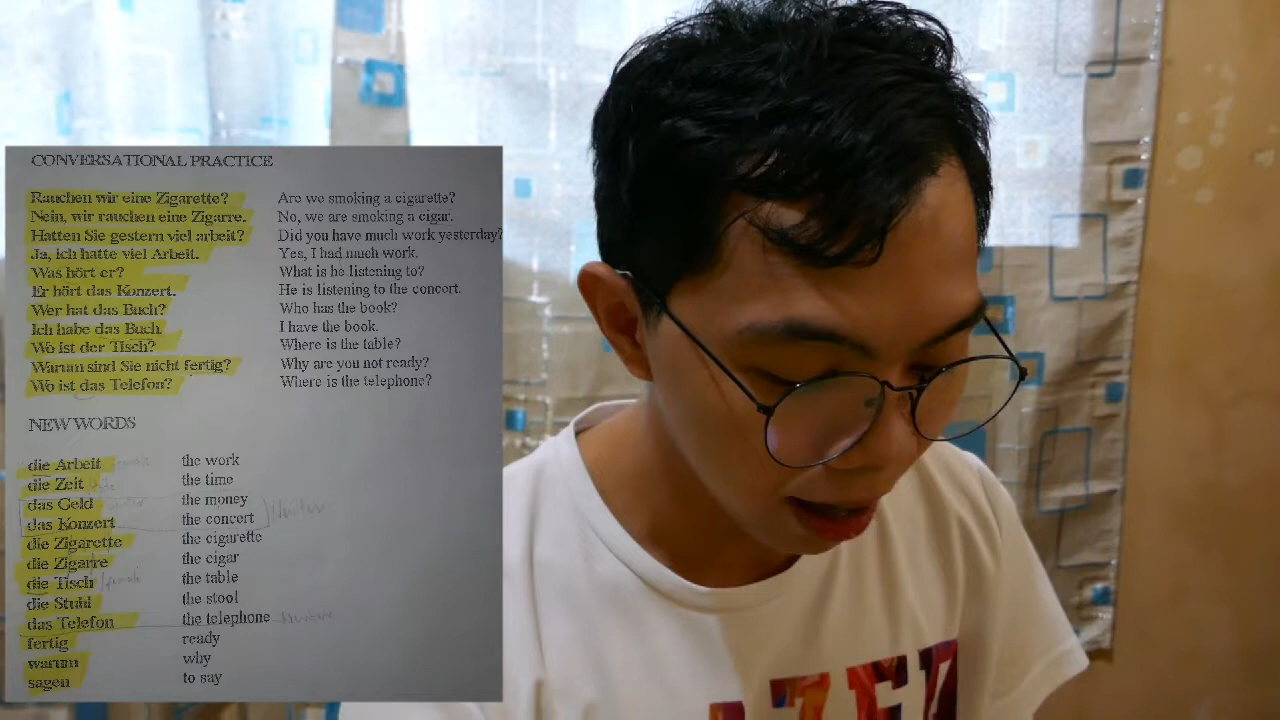 CONVERSATIONAL PRACTICE
Rauchen wir eine Zigarette? Are we smoking a cigarette?
Nein, wir rauchen eine Zigarre. No, we are smoking a cigar.
Hatten Sie gestern viel arbeit? Did you have much work yesterday?
Ja, ich hatte viel Arbeit. Yes, I had much work.
Was hört er? What is he listening to?
Er hört das Konzert. He is listening to the concert.
Wer hat das Buch? Who has the book?
Ich habe das Buch. I have the book.
Wo ist der Tisch? Where is the table?
Warum sind Sie nicht fertig? Why are you not ready?
Wo ist das Telefon? Where is the telephone?
NEW WORDS
die Arbeit the work
die Zeit the time
das Geld the money
das Konzert the concert
die Zigarette the cigarette
die Zigarre the cigar
die Tisch the table
die Stuhl the stool
das Telefon the telephone
fertig ready
warum why
sagen to say